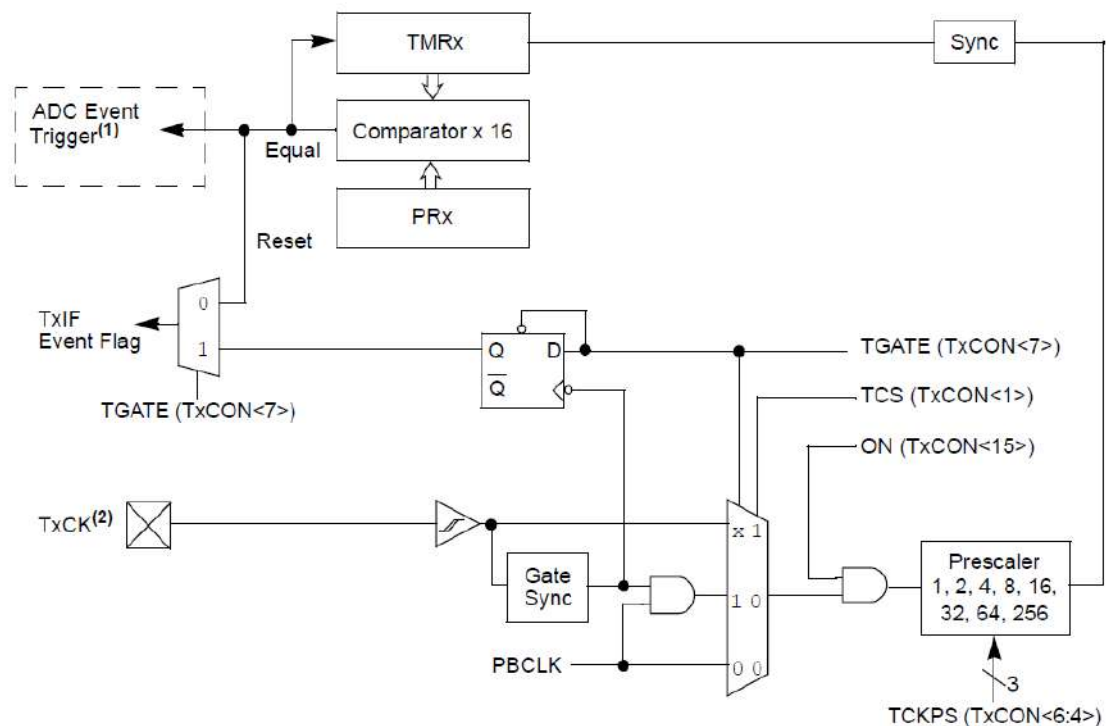 TMRx
Sync
ADC Event
Trigger(1)
Comparator x 16
Equal
PRx
Reset
0
TxIF
Event Flag
1
Q
D
Q
TGATE (TxCON<7>)
TGATE (TxCON<7>)
TCS (TxCON<1>)
ON (TxCON<15>)
TxCK(2)
x 1
Gate
Sync
1 0
Prescaler
1, 2, 4, 8, 16,
32, 64, 256
PBCLK
0 0
3
TCKPS (TxCON<6:4>)